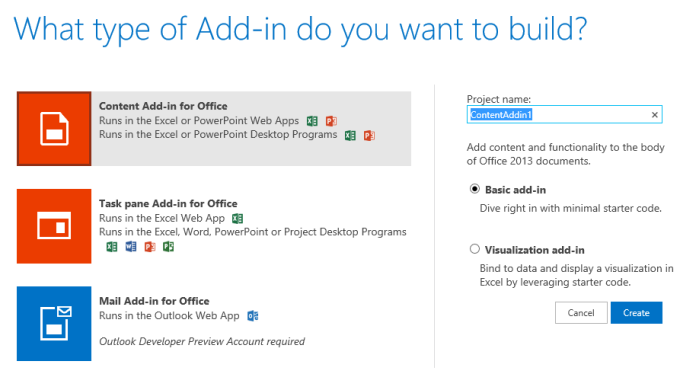 What type of Add-in do you want to build?
Content Add-in for Office
Runs in the Excel or PowerPoint Web Apps
Runs in the Excel or PowerPoint Desktop Programs
Task pane Add-in for Office
Runs in the Excel Web App
Runs in the Excel, Word, PowerPoint or Project Desktop Programs
Mail Add-in for Office
Runs in the Outlook Web App
Outlook Developer Preview Account required
Project name:
ContentAddin1
Add content and functionality to the body
of Office 2013 documents.
Basic add-in
Dive right in with minimal starter code.
Visualization add-in
Bind to data and display a visualization in
Excel by leveraging starter code.
Cancel
Create